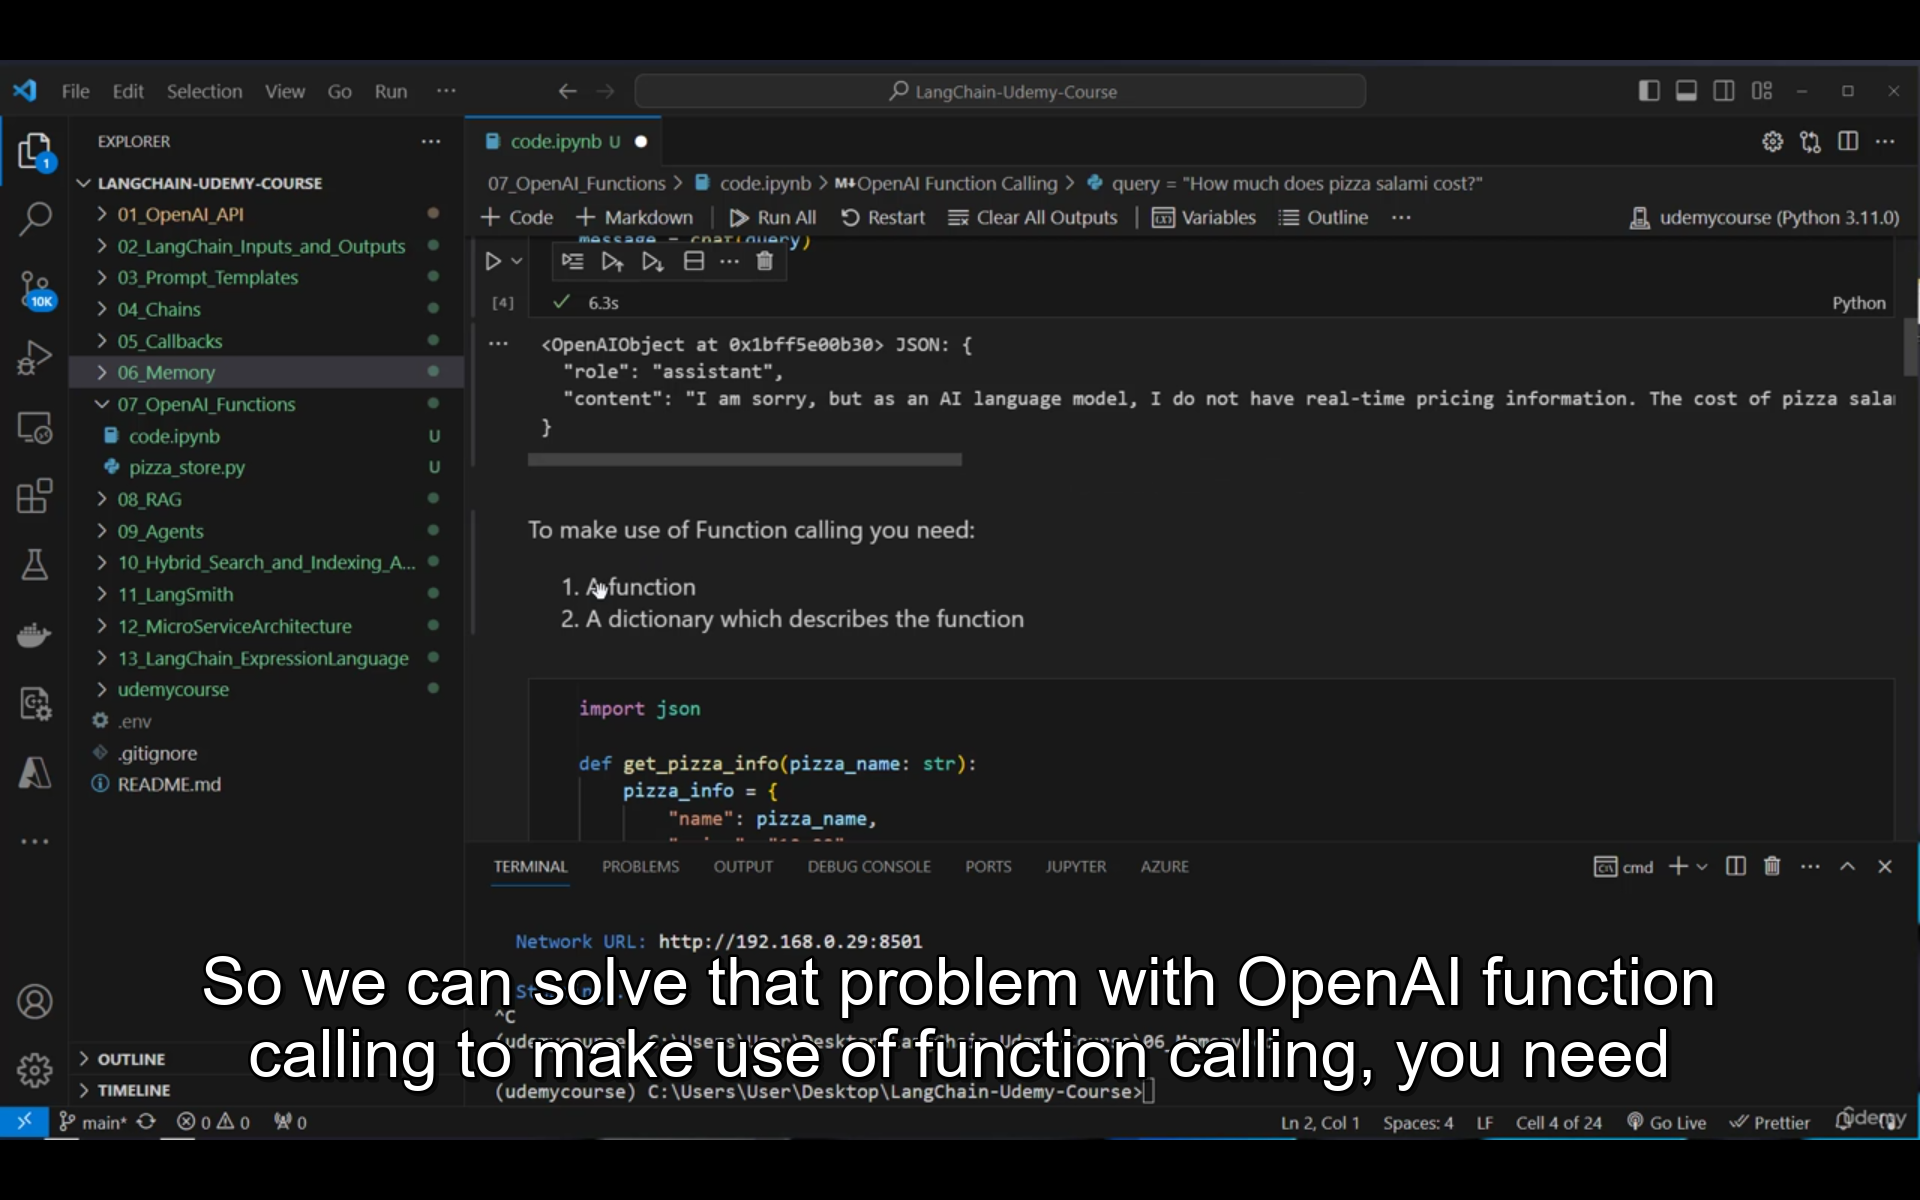 File Edit Selection View Go Run ··· LangChain-Udemy-Course
EXPLORER ···
code.ipynb U
LANGCHAIN-UDEMY-COURSE
07_OpenAI_Functions > code.ipynb > M↓OpenAI Function Calling > query = "How much does pizza salami cost?"
01_OpenAI_API
+ Code + Markdown Run All Restart Clear All Outputs Variables Outline ··· udemycourse (Python 3.11.0)
02_LangChain_Inputs_and_Outputs
message = chat(query)
03_Prompt_Templates
04_Chains
[4] 6.3s Python
05_Callbacks
<OpenAIObject at 0x1bff5e00b30> JSON: {
06_Memory
"role": "assistant",
07_OpenAI_Functions
"content": "I am sorry, but as an AI language model, I do not have real-time pricing information. The cost of pizza
}
code.ipynb U
pizza_store.py U
08_RAG
09_Agents
To make use of Function calling you need:
10_Hybrid_Search_and_Indexing_A...
11_LangSmith
1. A function
12_MicroServiceArchitecture
2. A dictionary which describes the function
13_LangChain_ExpressionLanguage
udemycourse
.env
.gitignore
README.md
import json
def get_pizza_info(pizza_name: str):
pizza_info = {
"name": pizza_name,
TERMINAL PROBLEMS OUTPUT DEBUG CONSOLE PORTS JUPYTER AZURE cmd
1
10K
Network URL: http://192.168.0.29:8501
So we can solve that problem with OpenAI function
^C
calling to make use of function calling, you need
OUTLINE
TIMELINE
(udemycourse) C:\Users\User\Desktop\LangChain-Udemy-Course>
main* 0 0 0 Ln 2, Col 1 Spaces: 4 LF Cell 4 of 24 Go Live Prettier
udemy